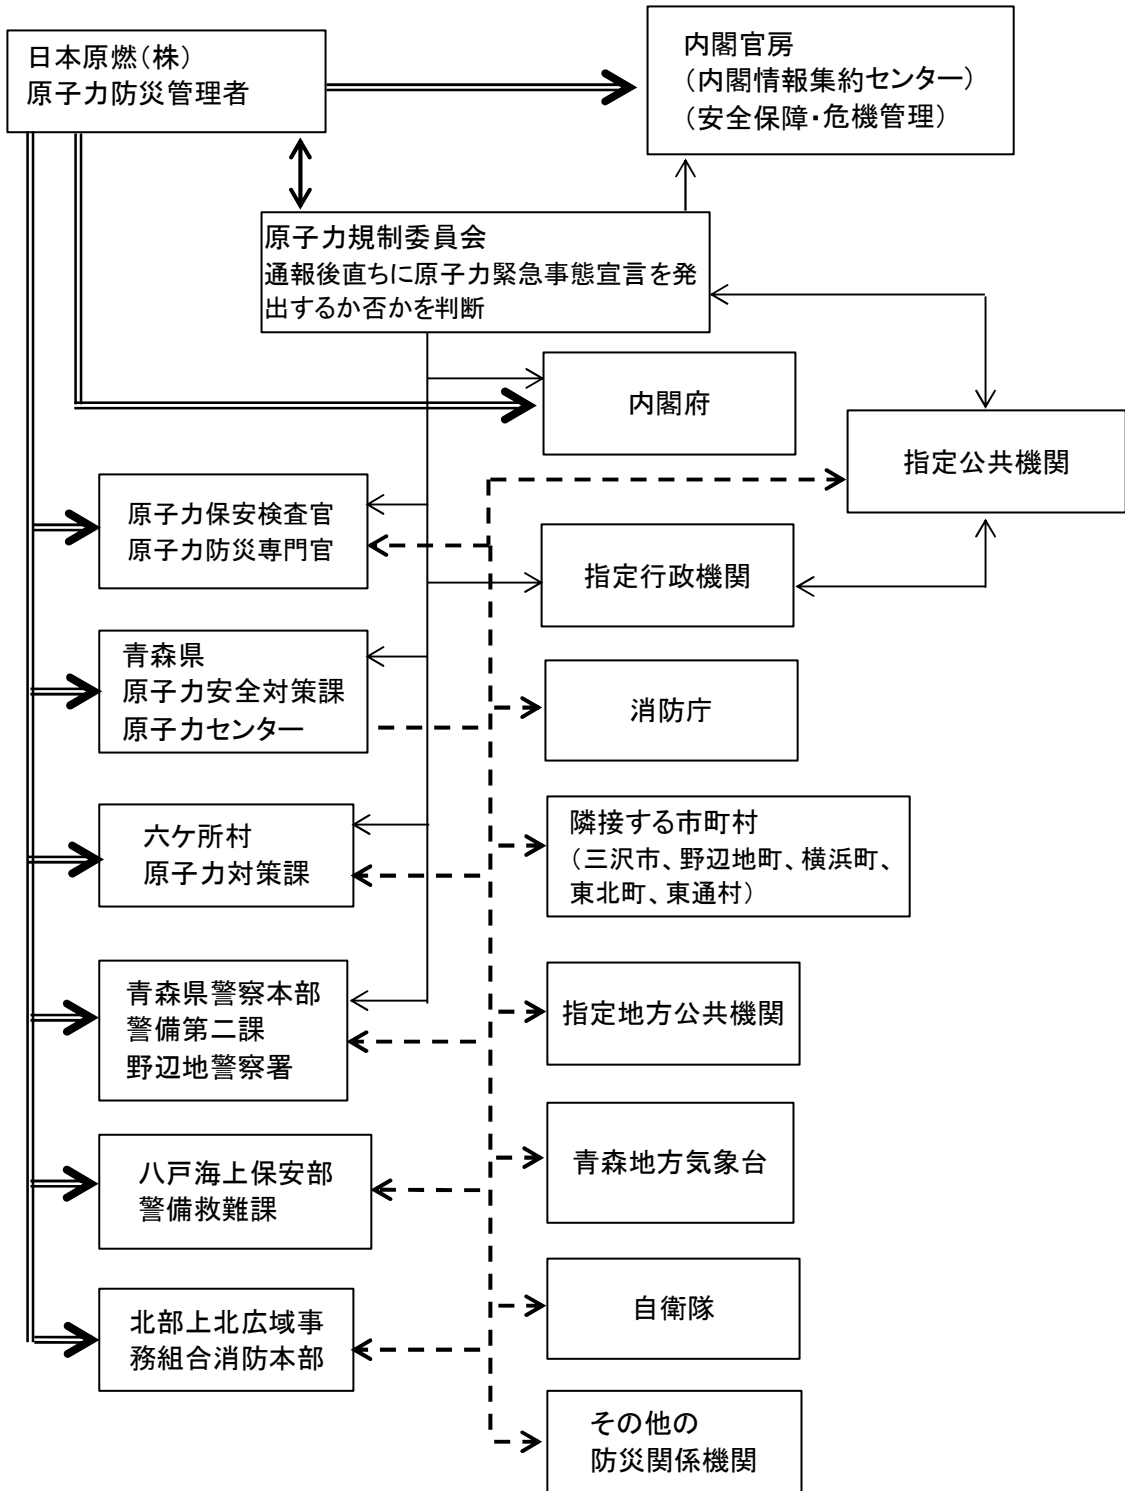 日本原燃(株)
原子力防災管理者
内閣官房
(内閣情報集約センター)
(安全保障・危機管理)
原子力規制委員会
通報後直ちに原子力緊急事態宣言を発
出するか否かを判断
内閣府
指定公共機関
原子力保安検査官
原子力防災専門官
指定行政機関
青森県
原子力安全対策課
原子力センター
消防庁
六ケ所村
原子力対策課
隣接する市町村
(三沢市、野辺地町、横浜町、
東北町、東通村)
青森県警察本部
警備第二課
野辺地警察署
指定地方公共機関
八戸海上保安部
警備救難課
青森地方気象台
北部上北広域事
務組合消防本部
自衛隊
その他の
防災関係機関